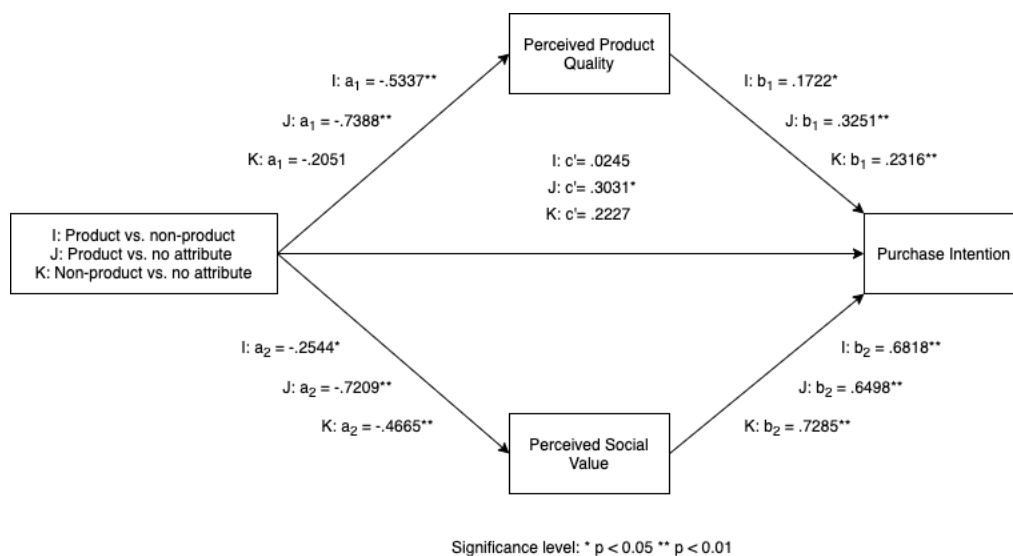 Perceived Product
Quality
I: a₁ = -.5337**
J: a₁ = -.7388**
K: a₁ = -.2051
I: b₁ = .1722*
J: b₁ = .3251**
K: b₁ = .2316**
I: c'= .0245
J: c'= .3031*
K: c'= .2227
I: Product vs. non-product
J: Product vs. no attribute
K: Non-product vs. no attribute
Purchase Intention
I: a₂ = -.2544*
J: a₂ = -.7209**
K: a₂ = -.4665**
I: b₂ = .6818**
J: b₂ = .6498**
K: b₂ = .7285**
Perceived Social
Value
Significance level: * p < 0.05 ** p < 0.01